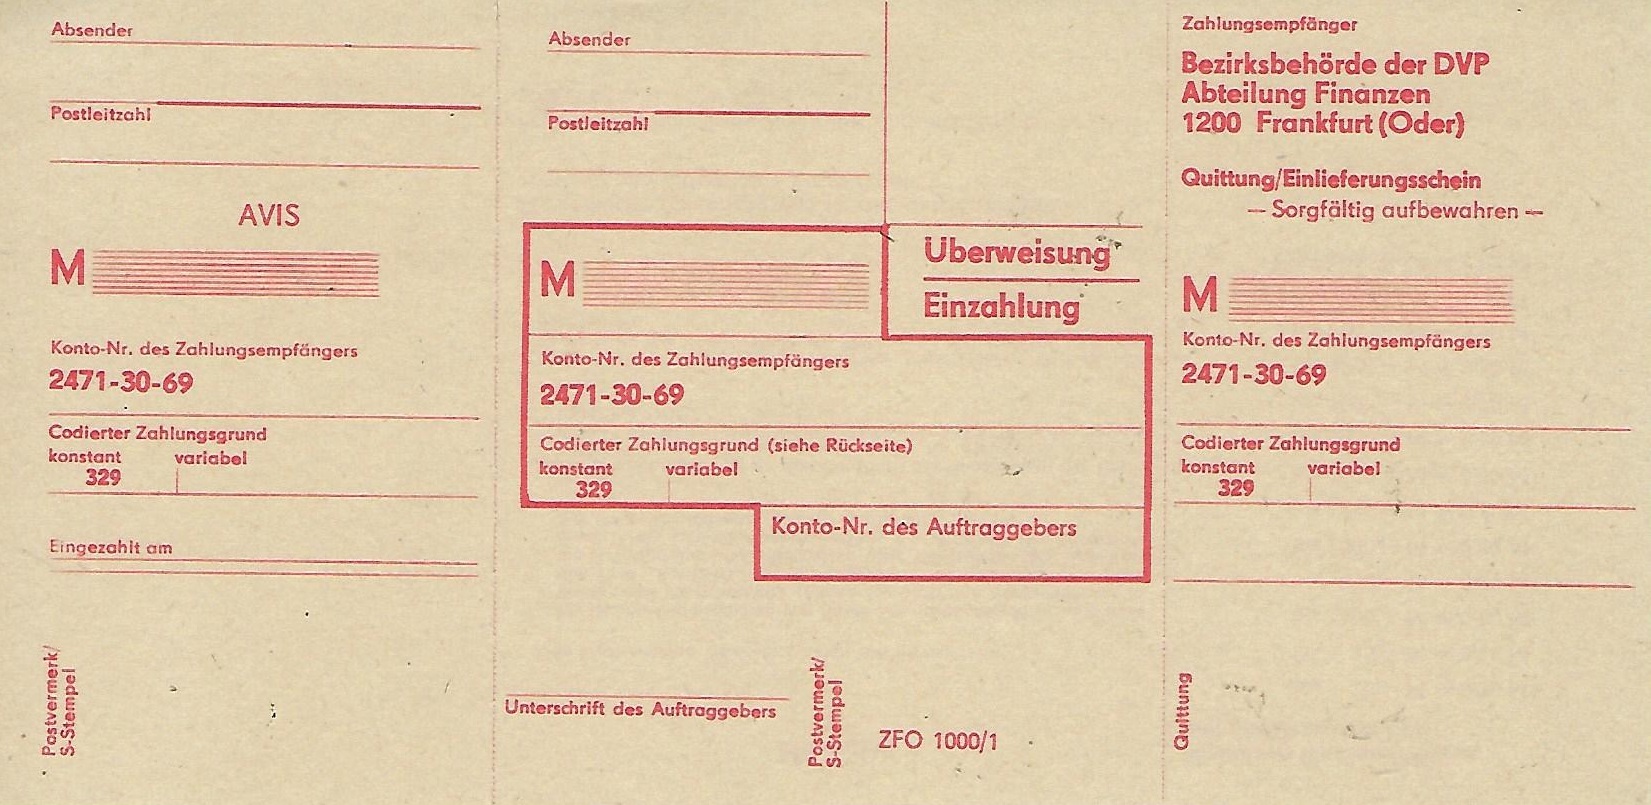 Absender
Postleitzahl
AVIS
M
Konto-Nr. des Zahlungsempfängers
2471-30-69
Codierter Zahlungsgrund
konstant variabel
329
Eingezahlt am
Postvermerk/
S-Stempel
Absender
Postleitzahl
M
Überweisung
Einzahlung
Konto-Nr. des Zahlungsempfängers
2471-30-69
Codierter Zahlungsgrund (siehe Rückseite)
konstant variabel
329
Konto-Nr. des Auftraggebers
Unterschrift des Auftraggebers
Postvermerk/
S-Stempel
ZFO 1000/1
Zahlungsempfänger
Bezirksbehörde der DVP
Abteilung Finanzen
1200 Frankfurt (Oder)
Quittung/Einlieferungsschein
— Sorgfältig aufbewahren —
M
Konto-Nr. des Zahlungsempfängers
2471-30-69
Codierter Zahlungsgrund
konstant variabel
329
Quittung